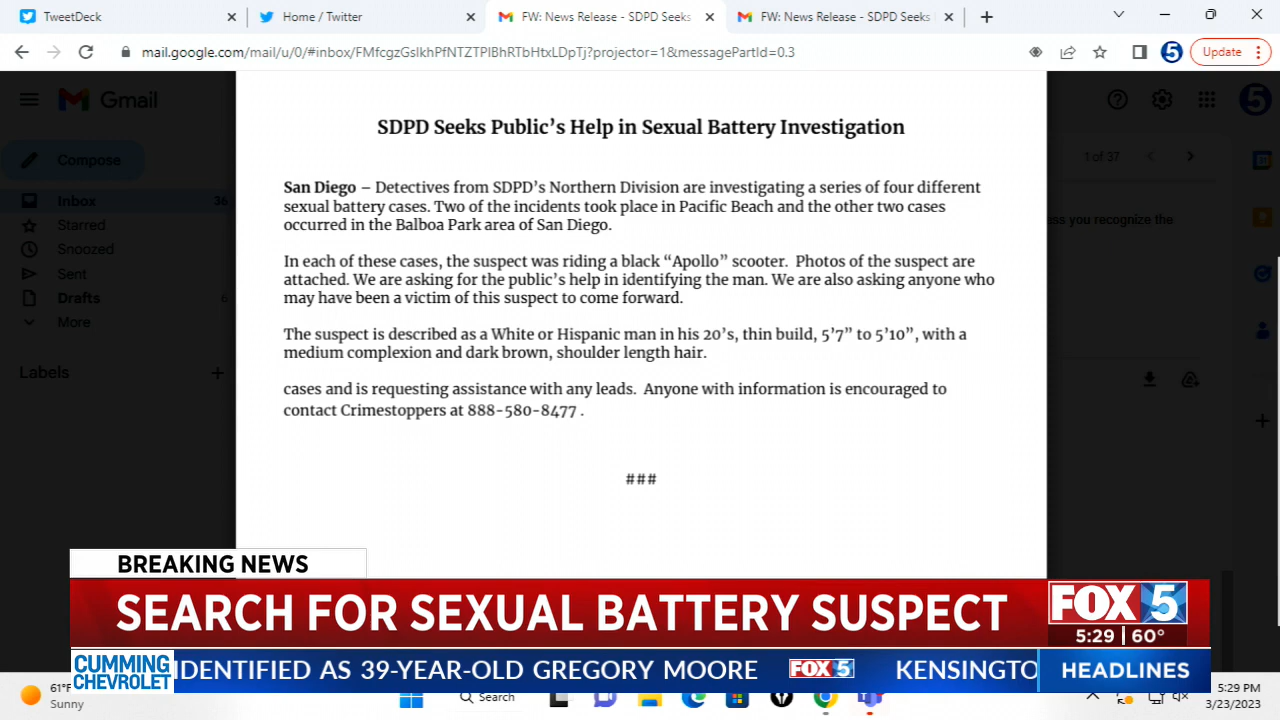 TweetDeck
Home / Twitter
FW: News Release - SDPD Seeks
FW: News Release - SDPD Seeks
mail.google.com/mail/u/0/#inbox/FMfcgzGslkhPfNTZTPlBhRTbHtxLDpTj?projector=1&messagePartId=0.3
5
Update
Gmail
5
Compose
1 of 37
Inbox 36
Starred
Snoozed
Sent
Drafts 6
More
Labels
ss you recognize the
SDPD Seeks Public's Help in Sexual Battery Investigation
San Diego – Detectives from SDPD's Northern Division are investigating a series of four different
sexual battery cases. Two of the incidents took place in Pacific Beach and the other two cases
occurred in the Balboa Park area of San Diego.
In each of these cases, the suspect was riding a black “Apollo” scooter. Photos of the suspect are
attached. We are asking for the public's help in identifying the man. We are also asking anyone who
may have been a victim of this suspect to come forward.
The suspect is described as a White or Hispanic man in his 20's, thin build, 5'7” to 5'10”, with a
medium complexion and dark brown, shoulder length hair.
cases and is requesting assistance with any leads. Anyone with information is encouraged to
contact Crimestoppers at 888-580-8477 .
###
BREAKING NEWS
SEARCH FOR SEXUAL BATTERY SUSPECT
FOX 5
5:29 60°
CUMMING
CHEVROLET
IDENTIFIED AS 39-YEAR-OLD GREGORY MOORE
FOX 5
KENSINGTO
HEADLINES
61°F
Sunny
Search
5:29 PM
3/23/2023